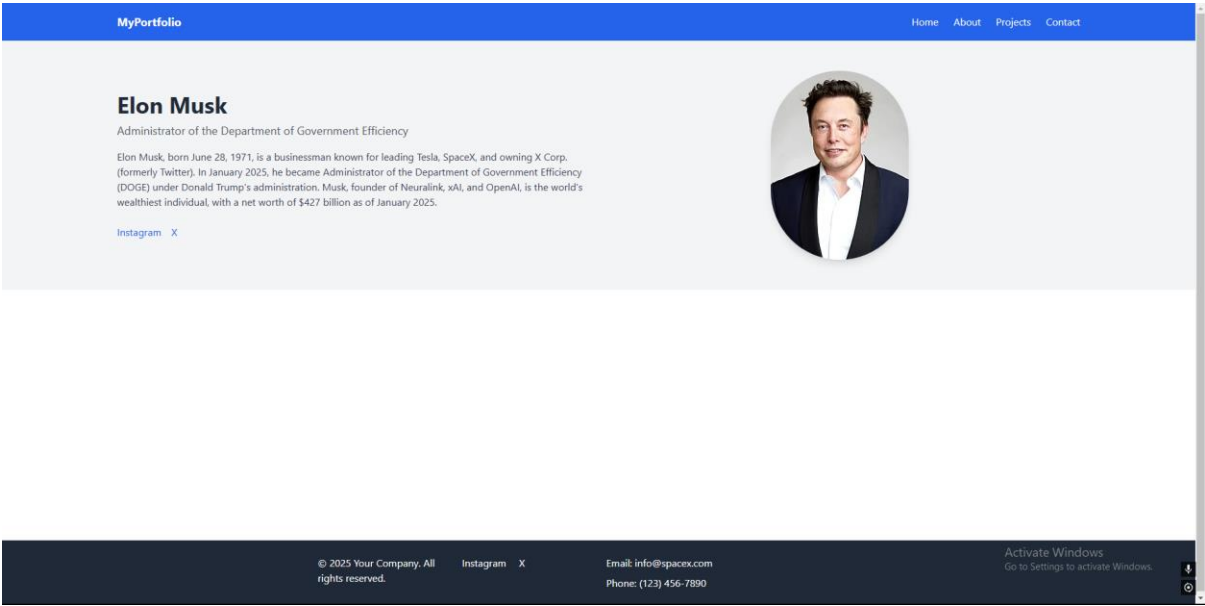 MyPortfolio
Home About Projects Contact
Elon Musk
Administrator of the Department of Government Efficiency
Elon Musk, born June 28, 1971, is a businessman known for leading Tesla, SpaceX, and owning X Corp.
(formerly Twitter). In January 2025, he became Administrator of the Department of Government Efficiency
(DOGE) under Donald Trump's administration. Musk, founder of Neuralink, xAI, and OpenAI, is the world's
wealthiest individual, with a net worth of $427 billion as of January 2025.
Instagram X
© 2025 Your Company. All
rights reserved.
Instagram X
Email: info@spacex.com
Phone: (123) 456-7890
Activate Windows
Go to Settings to activate Windows.